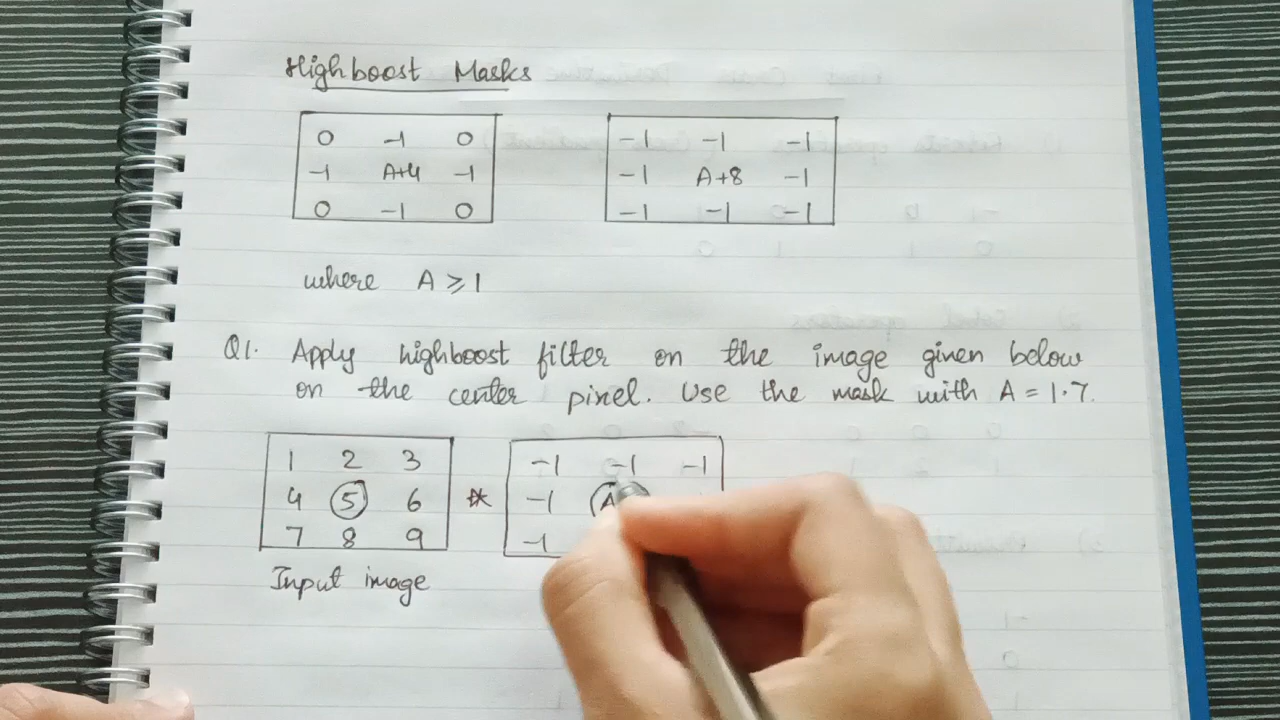 Highboost Masks
0 -1 0
-1 A+4 -1
0 -1 0
-1 -1 -1
-1 A+8 -1
-1 -1 -1
where A ≥ 1
Q1. Apply highboost filter on the image given below
on the center pixel. Use the mask with A = 1.7.
1 2 3
4 5 6
7 8 9
*
-1 -1 -1
-1 A
-1
Input image